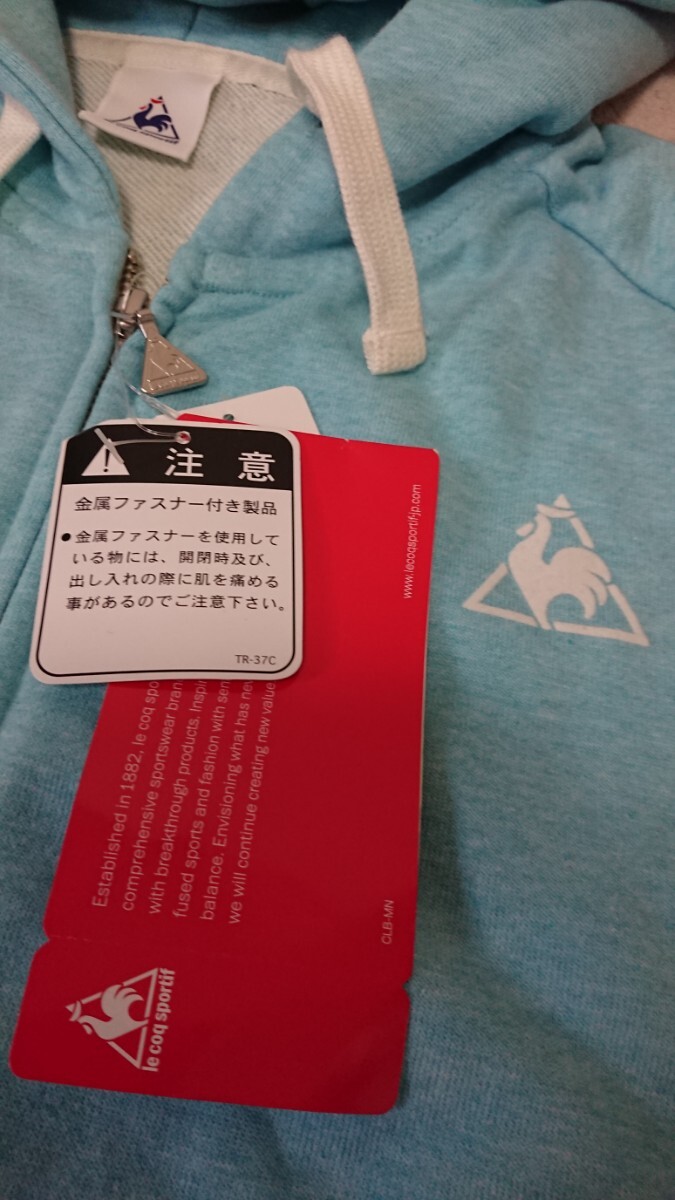 注意
金属ファスナー付き製品
●金属ファスナーを使用して
いる物には、開閉時及び、
出し入れの際に肌を痛める
事があるのでご注意下さい。
TR-37C
www.lecoqsportif-jp.com
Established in 1882, le coq spo
comprehensive sportswear bran
with breakthrough products. Inspi
fused sports and fashion with sen
balance. Envisioning what has nev
we will continue creating new value
CLB-MN
le coq sportif